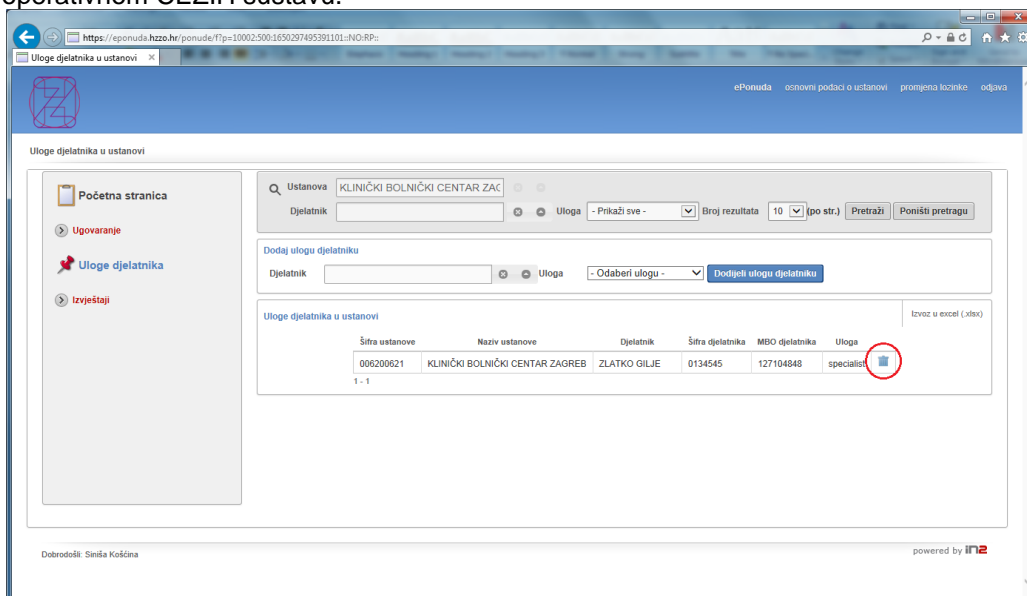 operativnom CEZIH sustavu.
https://eponuda.hzzo.hr/ponude/f?p=10002:500:1650297495391101::NO:RP::
Uloge djelatnika u ustanovi
ePonuda osnovni podaci o ustanovi promjena lozinke odjava
Uloge djelatnika u ustanovi
Početna stranica
Ugovaranje
Uloge djelatnika
Izvještaji
Ustanova KLINIČKI BOLNIČKI CENTAR ZAG
Djelatnik Uloga - Prikaži sve - Broj rezultata 10 (po str.) Pretraži Poništi pretragu
Dodaj ulogu djelatniku
Djelatnik Uloga - Odaberi ulogu - Dodijeli ulogu djelatniku
Uloge djelatnika u ustanovi Izvoz u excel (.xlsx)
Šifra ustanove Naziv ustanove Djelatnik Šifra djelatnika MBO djelatnika Uloga
006200621 KLINIČKI BOLNIČKI CENTAR ZAGREB ZLATKO GILJE 0134545 127104848 specialist
1 - 1
Dobrodošli: Siniša Košćina powered by in2